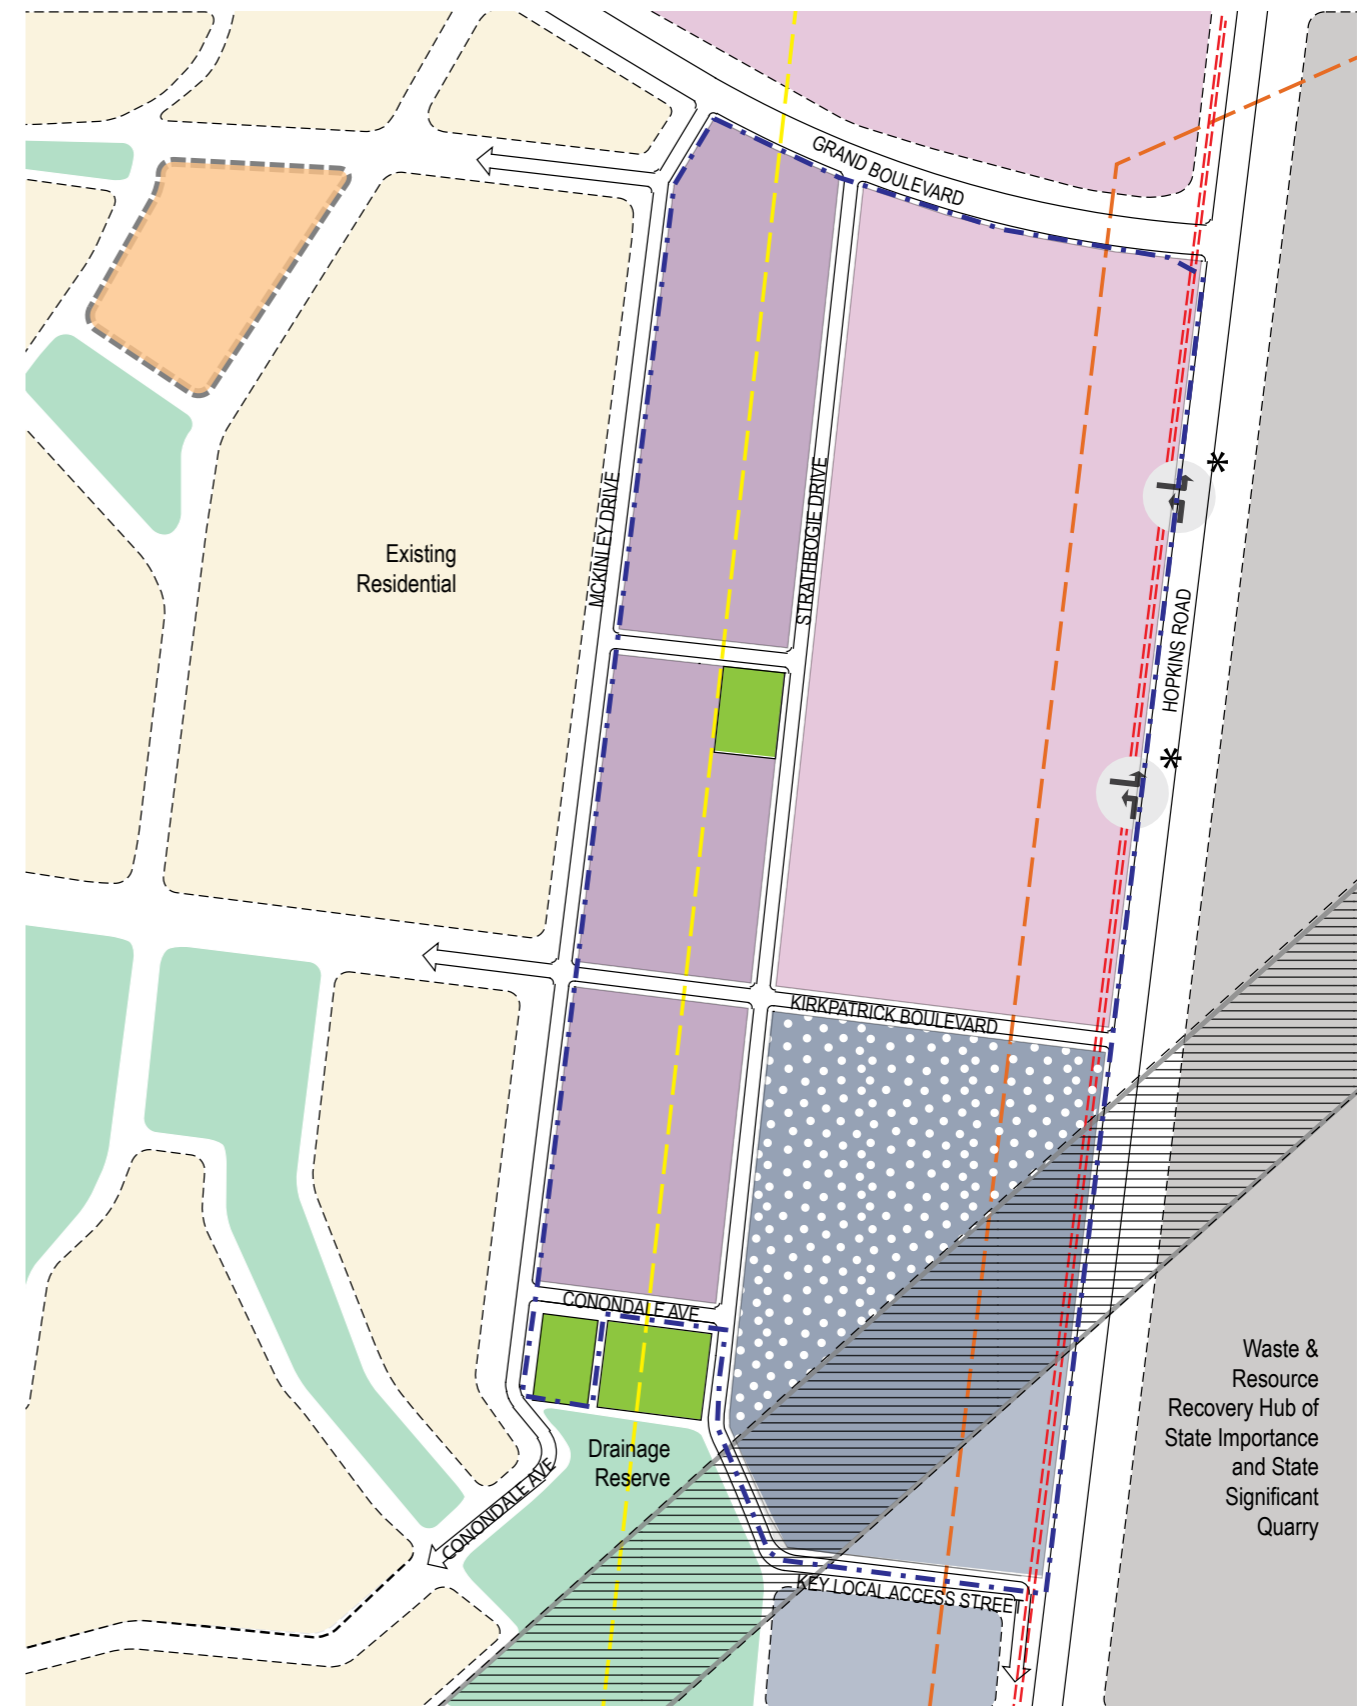 GRAND BOULEVARD
MCKINLEY DRIVE
STRATHBOGIE DRIVE
Existing
Residential
*
HOPKINS ROAD
*
KIRKPATRICK BOULEVARD
CONONDALE AVE
Drainage
Reserve
CONONDALE AVE
KEY LOCAL ACCESS STREET
Waste &
Resource
Recovery Hub of
State Importance
and State
Significant
Quarry